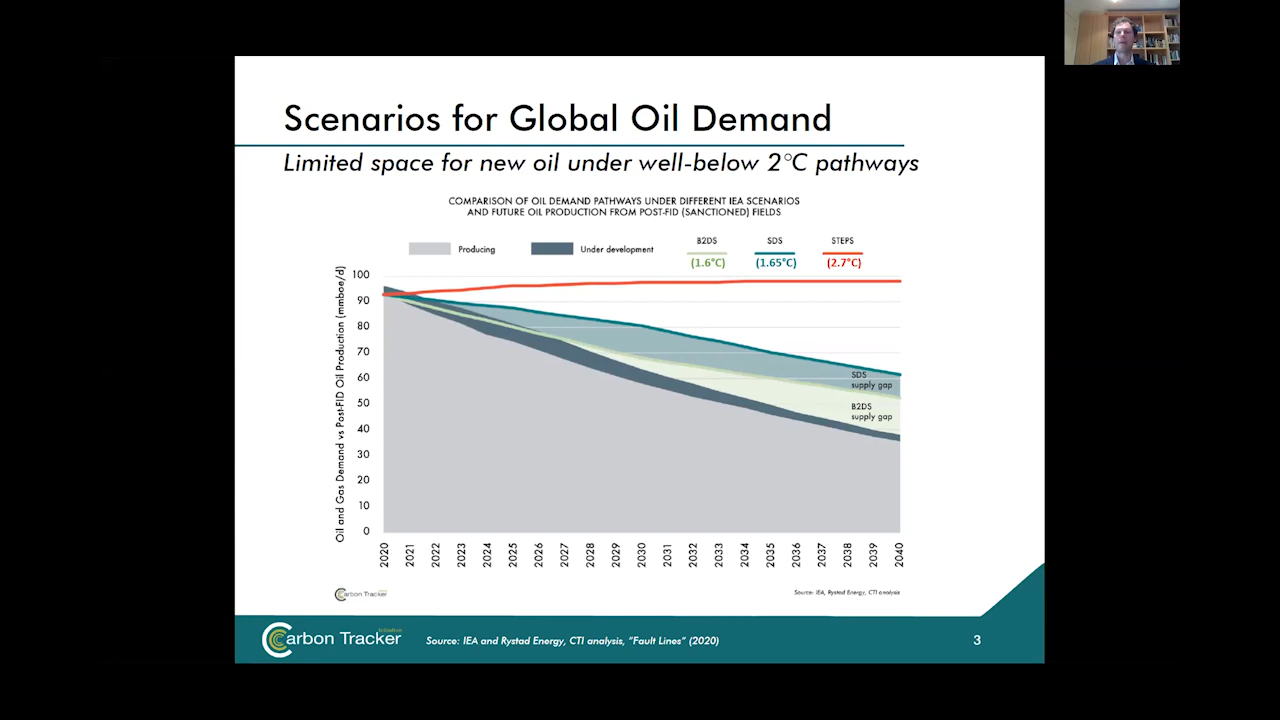 Scenarios for Global Oil Demand
Limited space for new oil under well-below 2°C pathways
COMPARISON OF OIL DEMAND PATHWAYS UNDER DIFFERENT IEA SCENARIOS
AND FUTURE OIL PRODUCTION FROM POST-FID (SANCTIONED) FIELDS
Producing
Under development
B2DS
(1.6°C)
SDS
(1.65°C)
STEPS
(2.7°C)
Oil and Gas Demand vs Post-FID Oil Production (mmboe/d)
100
90
80
70
60
50
40
30
20
10
0
SDS
supply gap
B2DS
supply gap
2020 2021 2022 2023 2024 2025 2026 2027 2028 2029 2030 2031 2032 2033 2034 2035 2036 2037 2038 2039 2040
Carbon Tracker
Source: IEA, Rystad Energy, CTI analysis
Carbon Tracker
Initiative
Source: IEA and Rystad Energy, CTI analysis, "Fault Lines" (2020)
3